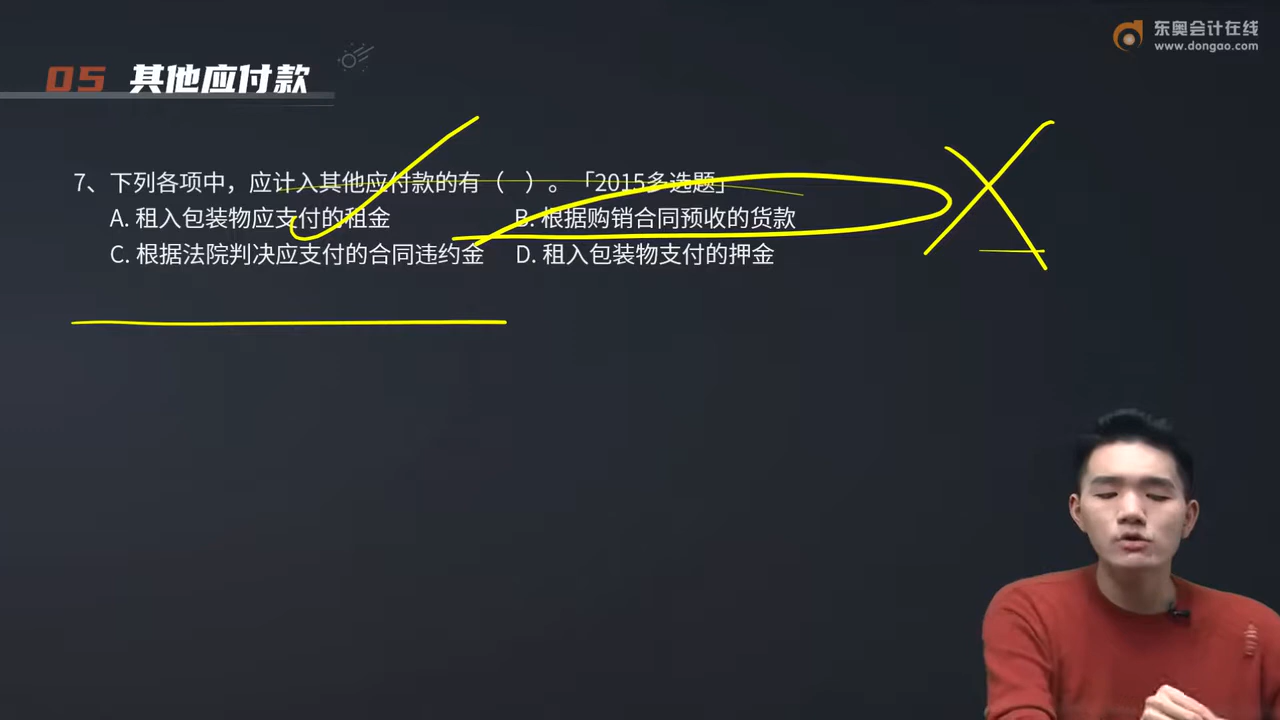 东奥会计在线
www.dongao.com
05 其他应付款
7、下列各项中，应计入其他应付款的有（ ）。「2015多选题」
A. 租入包装物应支付的租金 B. 根据购销合同预收的货款
C. 根据法院判决应支付的合同违约金 D. 租入包装物支付的押金